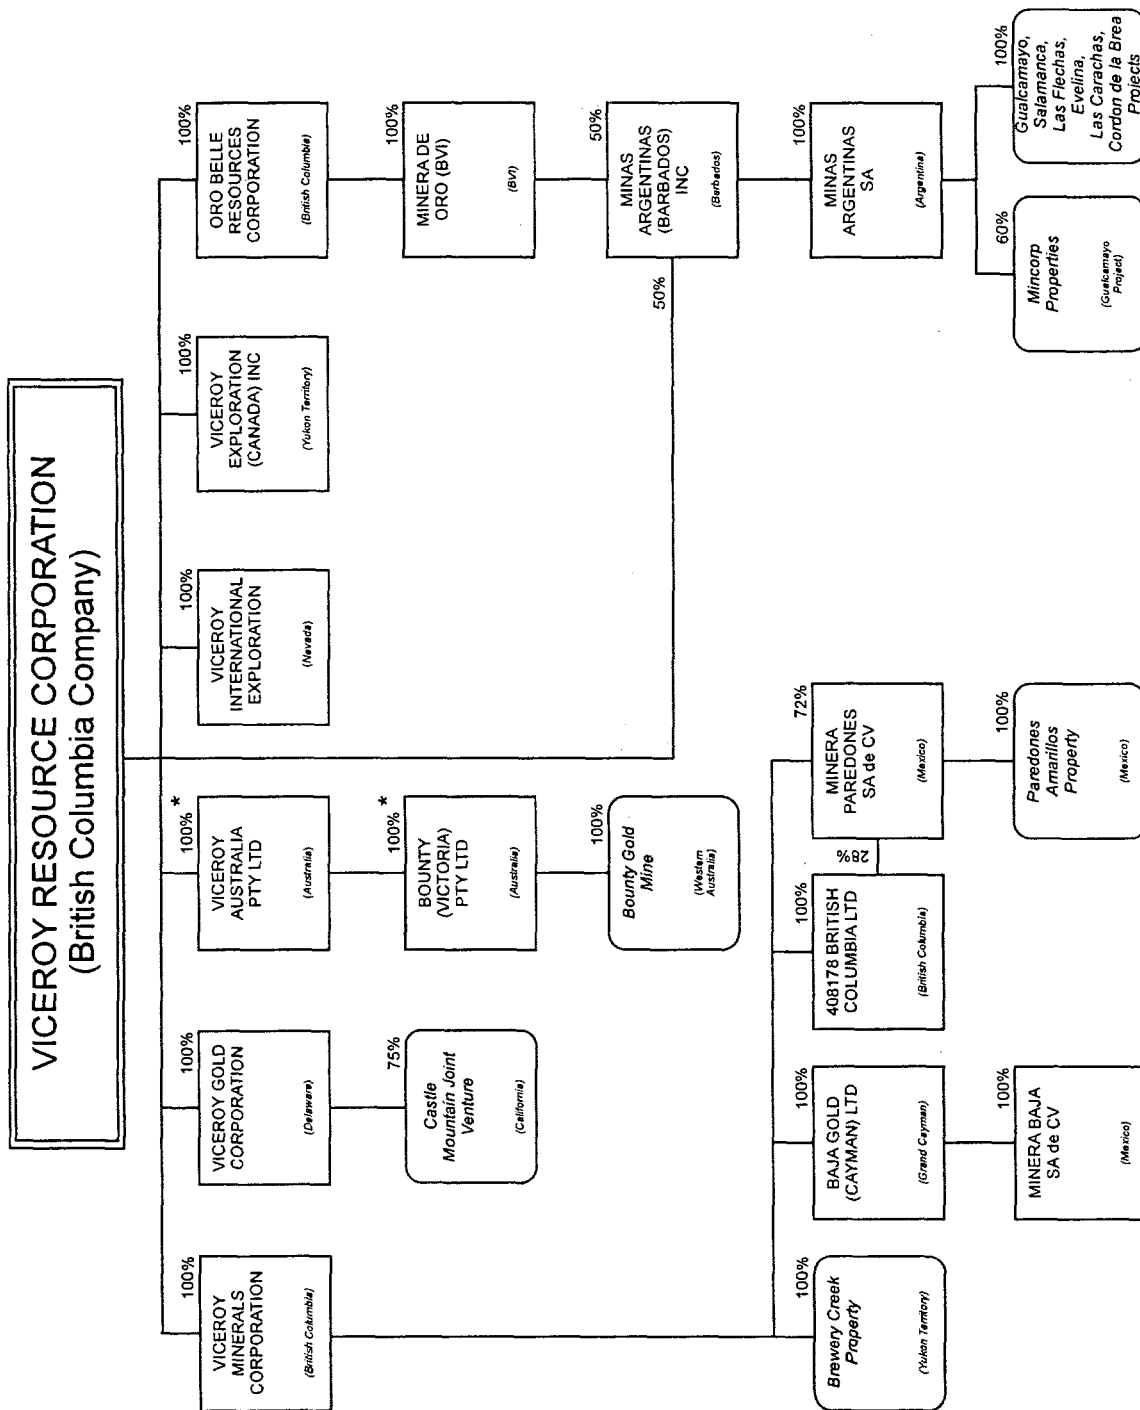 VICEROY RESOURCE CORPORATION
(British Columbia Company)
100%
VICEROY
MINERALS
CORPORATION
(British Columbia)
100%
VICEROY GOLD
CORPORATION
(Delaware)
100% *
VICEROY
AUSTRALIA
PTY LTD
(Australia)
100%
VICEROY
INTERNATIONAL
EXPLORATION
(Nevada)
100%
VICEROY
EXPLORATION
(CANADA) INC
(Yukon Territory)
100%
ORO BELLE
RESOURCES
CORPORATION
(British Columbia)
75%
Castle
Mountain Joint
Venture
(California)
100% *
BOUNTY
(VICTORIA)
PTY LTD
(Australia)
100%
MINERA DE
ORO (BVI)
(BVI)
100%
Bounty Gold
Mine
(Western
Australia)
50%
50%
MINAS
ARGENTINAS
(BARBADOS)
INC
(Barbados)
100%
Brewery Creek
Property
(Yukon Territory)
100%
BAJA GOLD
(CAYMAN) LTD
(Grand Cayman)
100%
408178 BRITISH
COLUMBIA LTD
(British Columbia)
28%
72%
MINERA
PAREDONES
SA de CV
(Mexico)
100%
MINAS
ARGENTINAS
SA
(Argentina)
100%
MINERA BAJA
SA de CV
(Mexico)
100%
Paredones
Amarillos
Property
(Mexico)
60%
Mincorp
Properties
(Gualcamayo
Project)
100%
Gualcamayo,
Salamanca,
Las Flechas,
Evelina,
Las Carachas,
Cordon de la Brea
Projects